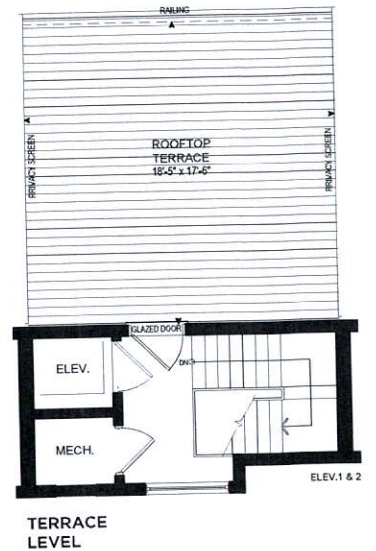 RAILING
PRIVACY SCREEN
ROOFTOP
TERRACE
18'-5" x 17'-6"
PRIVACY SCREEN
GLAZED DOOR
ELEV.
DN
MECH.
ELEV.1 & 2
TERRACE
LEVEL